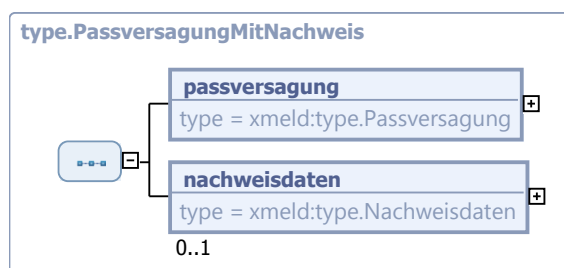 type.PassversagungMitNachweis
passversagung
type = xmeld:type.Passversagung
nachweisdaten
type = xmeld:type.Nachweisdaten
0..1